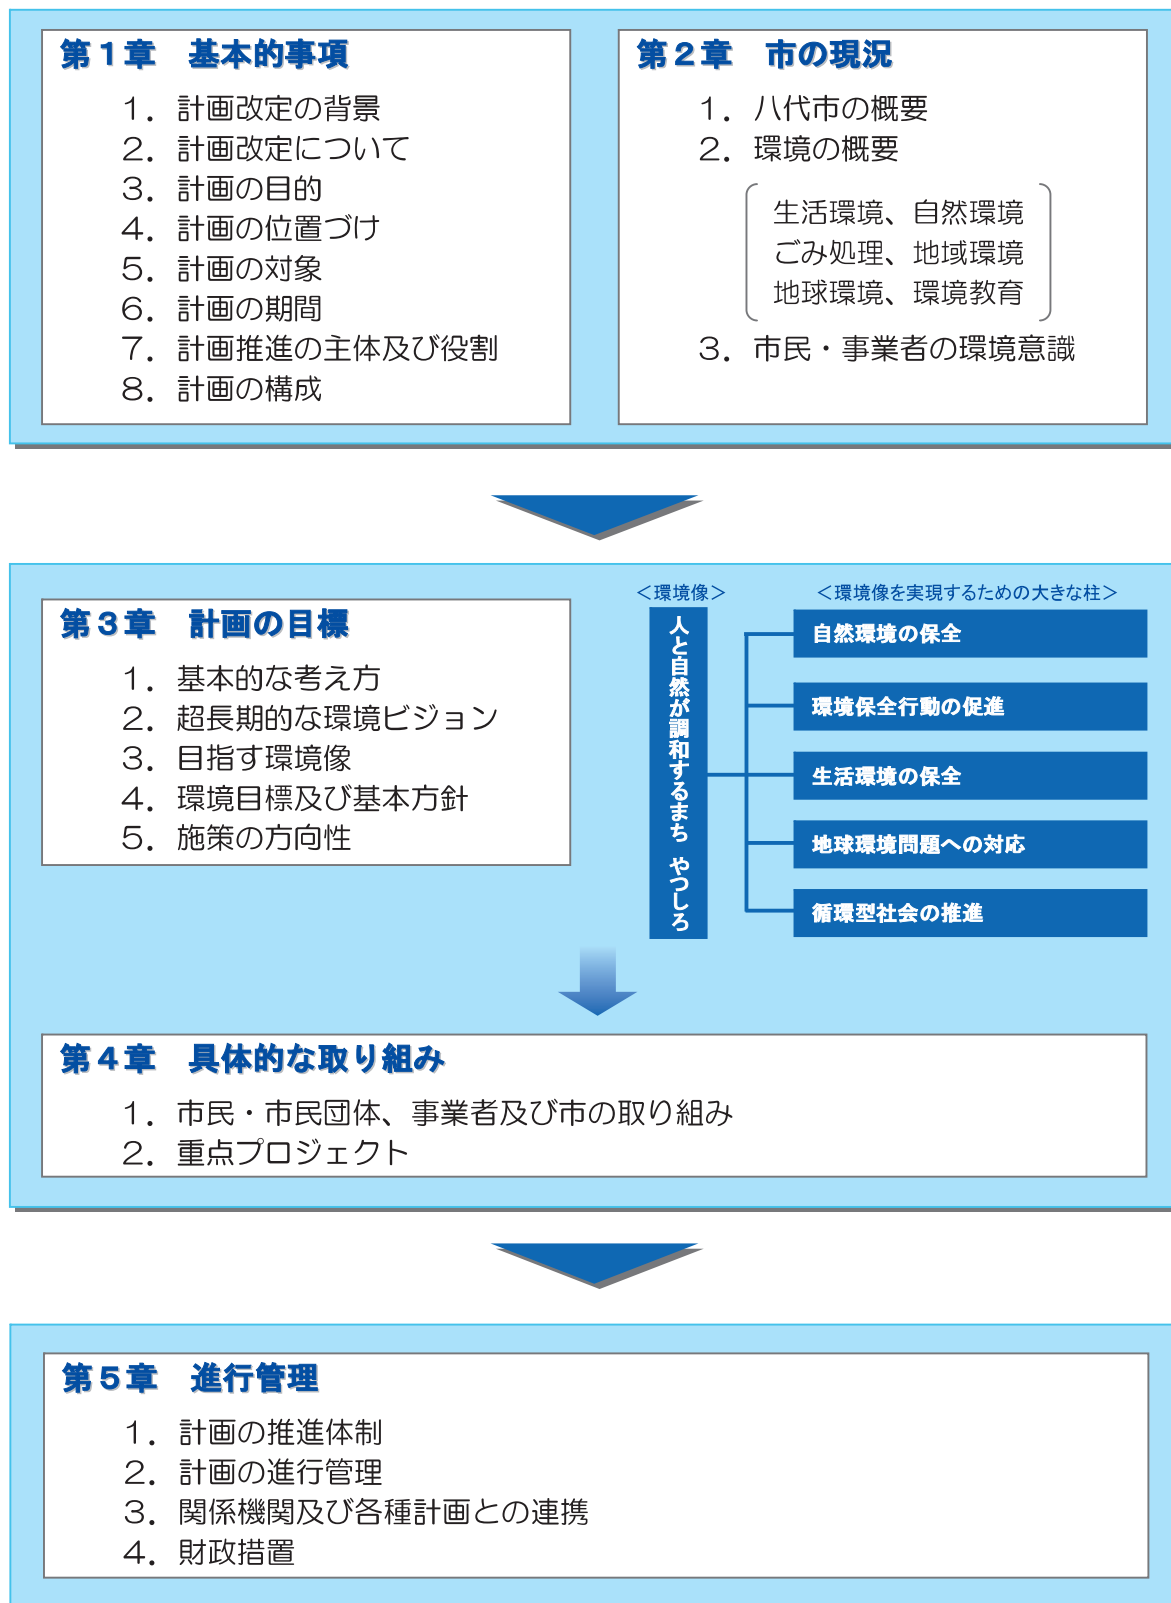 第１章　基本的事項
１．計画改定の背景
２．計画改定について
３．計画の目的
４．計画の位置づけ
５．計画の対象
６．計画の期間
７．計画推進の主体及び役割
８．計画の構成
第２章　市の現況
１．八代市の概要
２．環境の概要
生活環境、自然環境
ごみ処理、地域環境
地球環境、環境教育
３．市民・事業者の環境意識
第３章　計画の目標
１．基本的な考え方
２．超長期的な環境ビジョン
３．目指す環境像
４．環境目標及び基本方針
５．施策の方向性
＜環境像＞
人と自然が調和するまち　やつしろ
＜環境像を実現するための大きな柱＞
自然環境の保全
環境保全行動の促進
生活環境の保全
地球環境問題への対応
循環型社会の推進
第４章　具体的な取り組み
１．市民・市民団体、事業者及び市の取り組み
２．重点プロジェクト
第５章　進行管理
１．計画の推進体制
２．計画の進行管理
３．関係機関及び各種計画との連携
４．財政措置